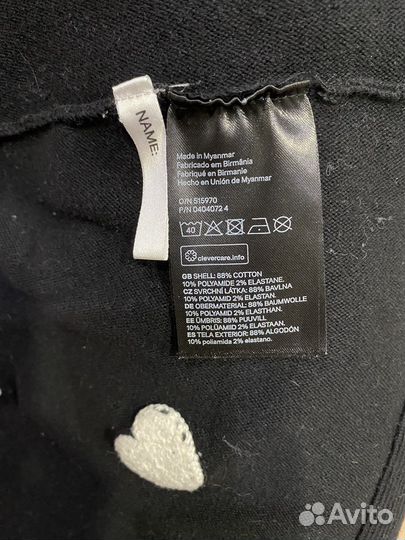 NAME:
Made in Myanmar
Fabricado em Birmânia
Fabriqué en Birmanie
Hecho en Unión de Myanmar
O/N 515970
P/N 0404072 4
40
clevercare.info
GB SHELL: 88% COTTON
10% POLYAMIDE 2% ELASTANE.
CZ SVRCHNÍ LÁTKA: 88% BAVLNA
10% POLYAMID 2% ELASTAN.
DE OBERMATERIAL: 88% BAUMWOLLE
10% POLYAMID 2% ELASTHAN.
EE ÜMBRIS: 88% PUUVILL
10% POLÜAMIID 2% ELASTAAN.
ES TELA EXTERIOR: 88% ALGODÓN
10% poliamida 2% elastano.
Avito